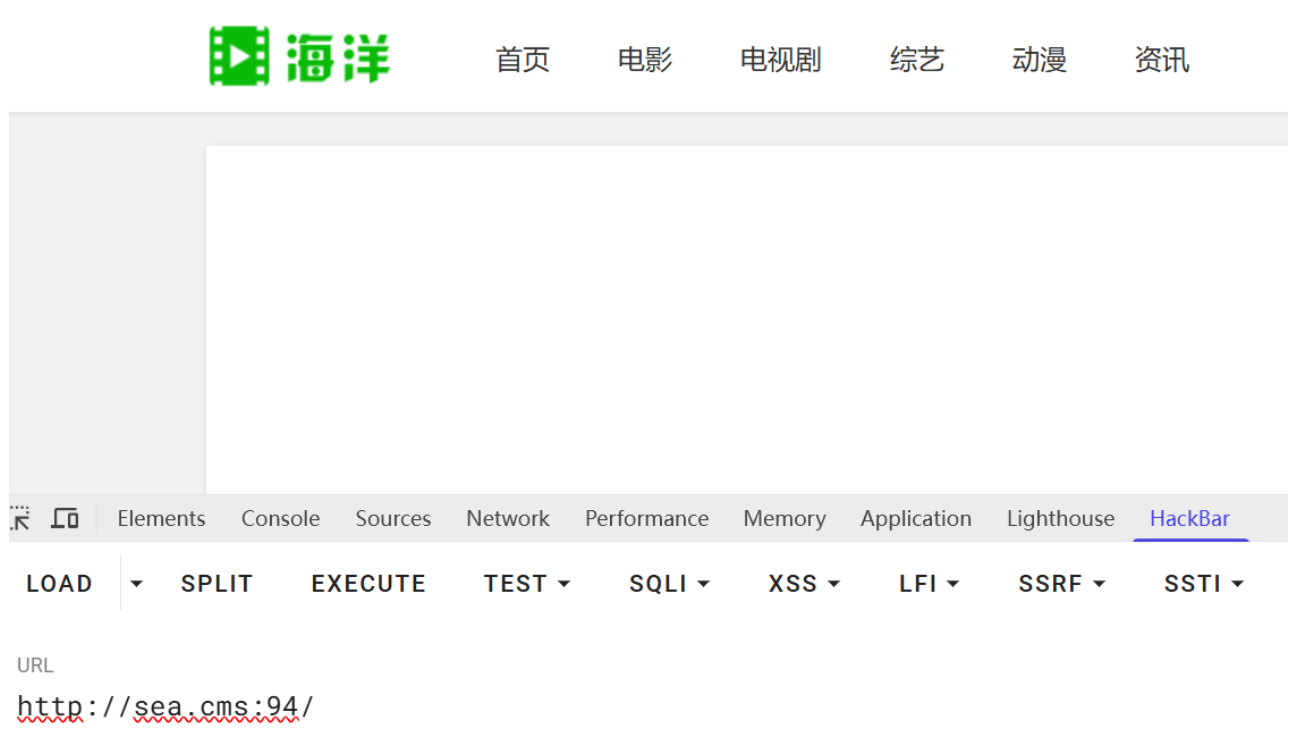 海洋 首页 电影 电视剧 综艺 动漫 资讯
Elements Console Sources Network Performance Memory Application Lighthouse HackBar
LOAD SPLIT EXECUTE TEST SQLI XSS LFI SSRF SSTI
URL
http://sea.cms:94/